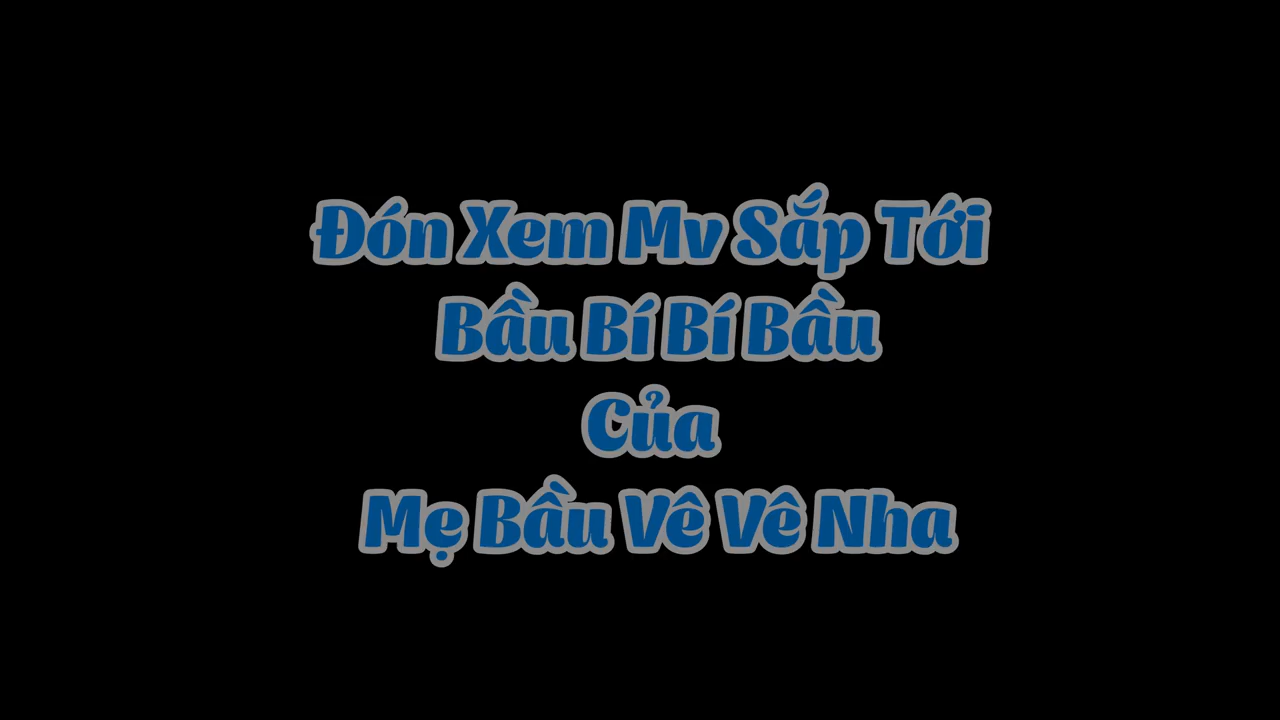 Đón Xem Mv Sắp Tới
Bầu Bí Bí Bầu
Của
Mẹ Bầu Vê Vê Nha